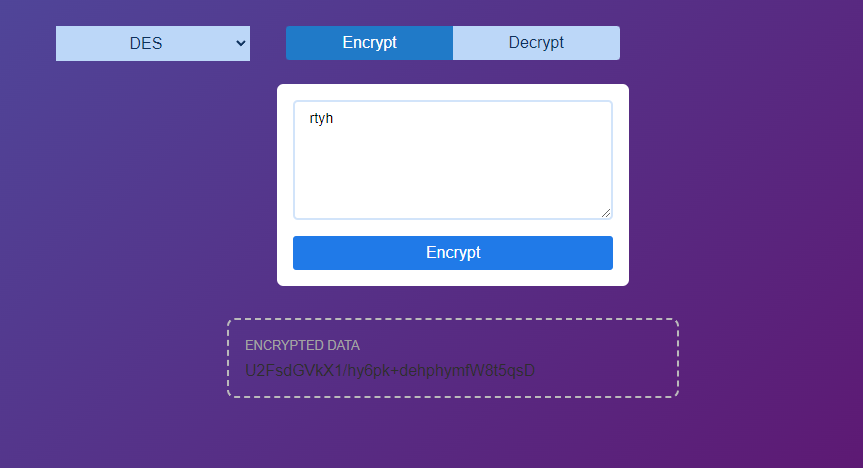 DES
Encrypt
Decrypt
rtyh
Encrypt
ENCRYPTED DATA
U2FsdGVkX1/hy6pk+dehphymfW8t5qsD